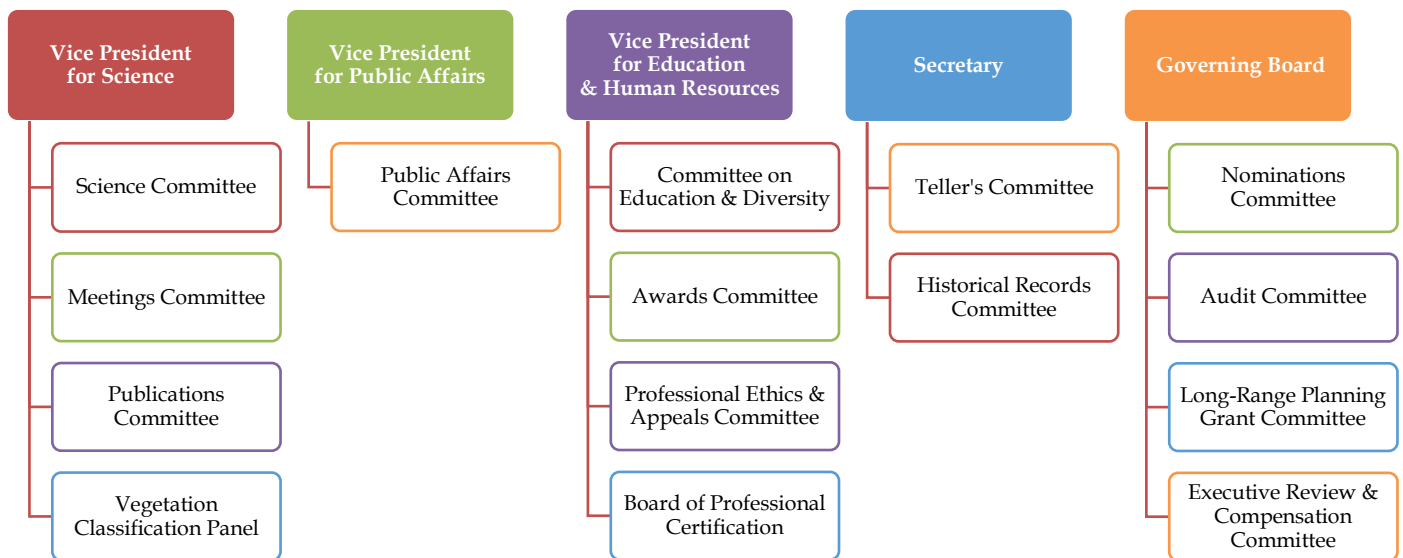 Vice President
for Science
Science Committee
Meetings Committee
Publications
Committee
Vegetation
Classification Panel
Vice President
for Public Affairs
Public Affairs
Committee
Vice President
for Education
& Human Resources
Committee on
Education & Diversity
Awards Committee
Professional Ethics &
Appeals Committee
Board of Professional
Certification
Secretary
Teller's Committee
Historical Records
Committee
Governing Board
Nominations
Committee
Audit Committee
Long-Range Planning
Grant Committee
Executive Review &
Compensation
Committee